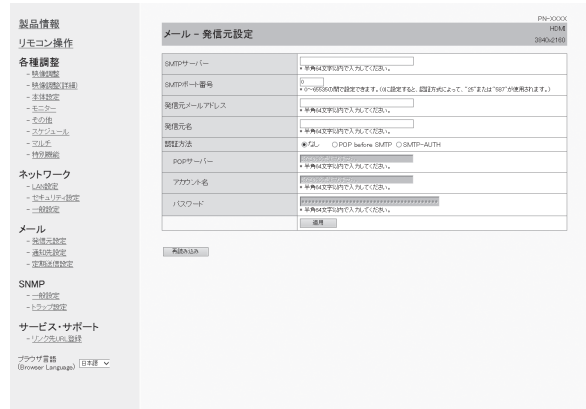 製品情報
リモコン操作
各種調整
- 映像調整
- 映像調整(詳細)
- 本体設定
- モニター
- その他
- スケジュール
- マルチ
- 特別機能
ネットワーク
- LAN設定
- セキュリティ設定
- 一般設定
メール
- 発信元設定
- 通知先設定
- 定期送信設定
SNMP
- 一般設定
- トラップ設定
サービス・サポート
- リンク先URL登録
ブラウザ言語
(Browser Language) 日本語
PN-XXXX
メール - 発信元設定
HDMI
3840x2160
SMTPサーバー
* 半角64文字以内で入力してください。
SMTPポート番号
0
* 0~65535の間で設定できます。(0に設定すると、認証方式によって、"25"または"587"が使用されます。)
発信元メールアドレス
* 半角64文字以内で入力してください。
発信元名
* 半角64文字以内で入力してください。
認証方法
なし POP before SMTP SMTP-AUTH
POPサーバー
* 半角64文字以内で入力してください。
アカウント名
* 半角64文字以内で入力してください。
パスワード
* 半角64文字以内で入力してください。
適用
再読み込み